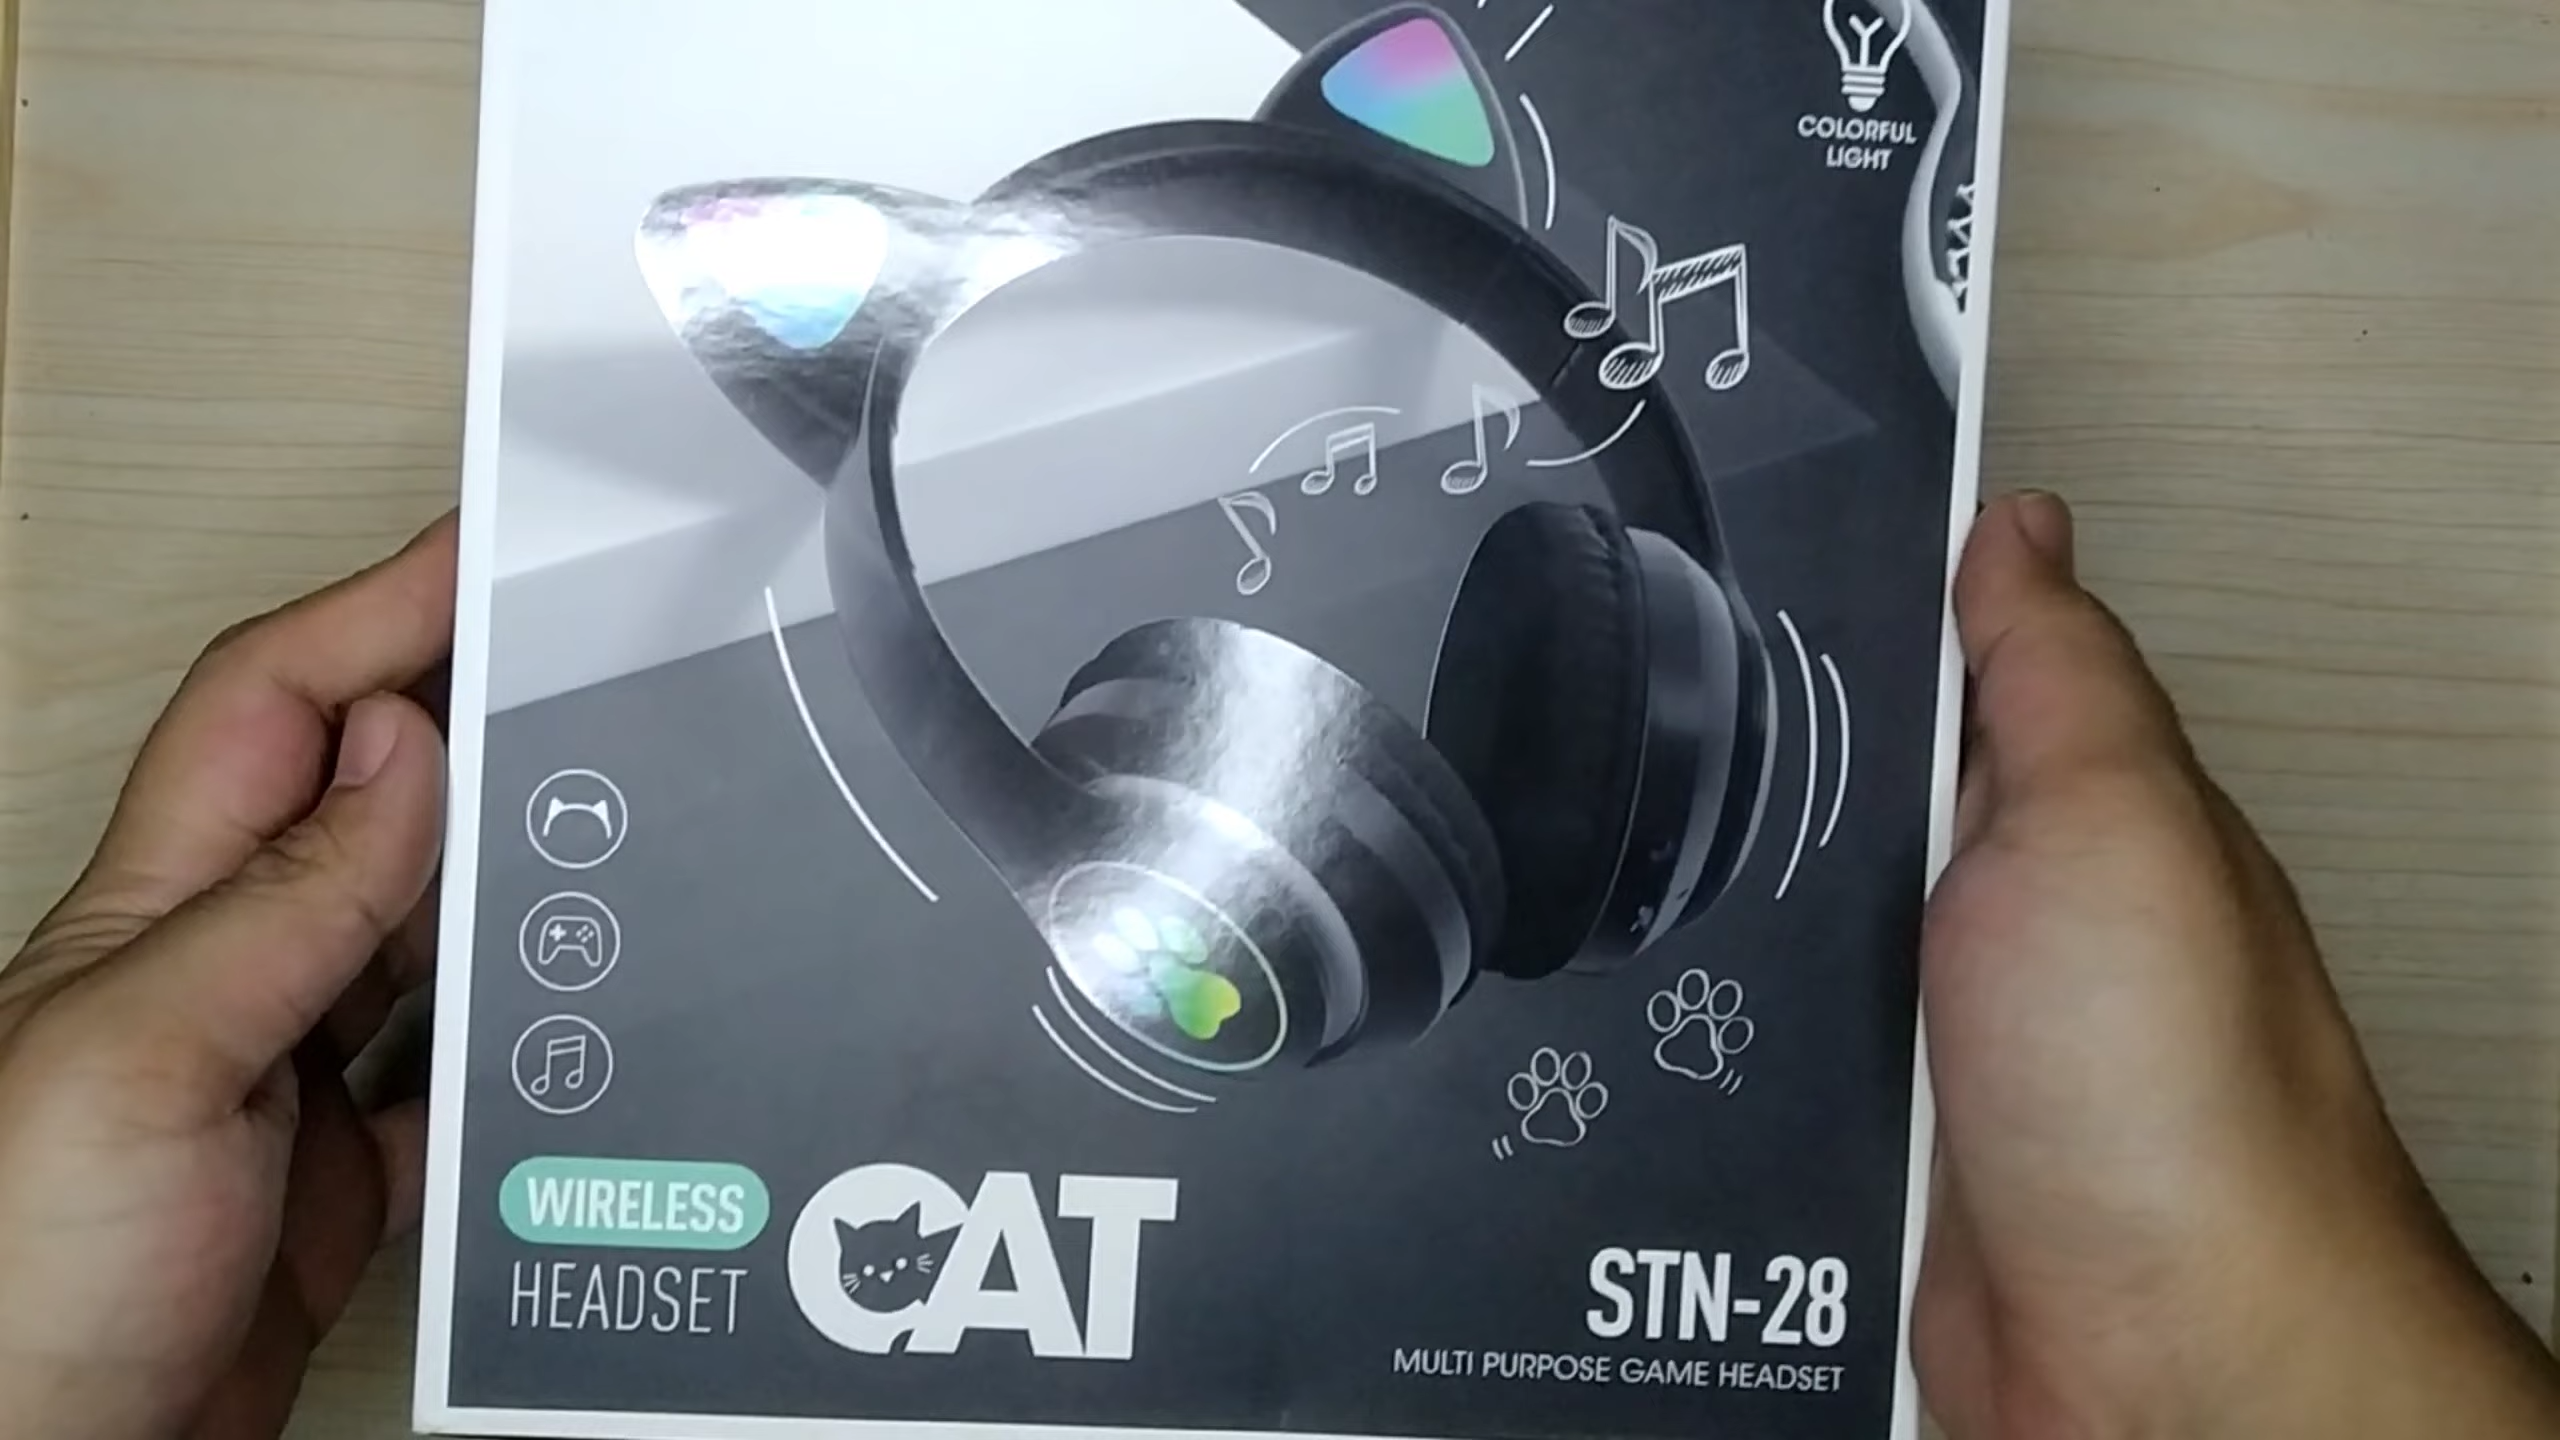 COLORFUL
LIGHT
WIRELESS
HEADSET
CAT
STN-28
MULTI PURPOSE GAME HEADSET